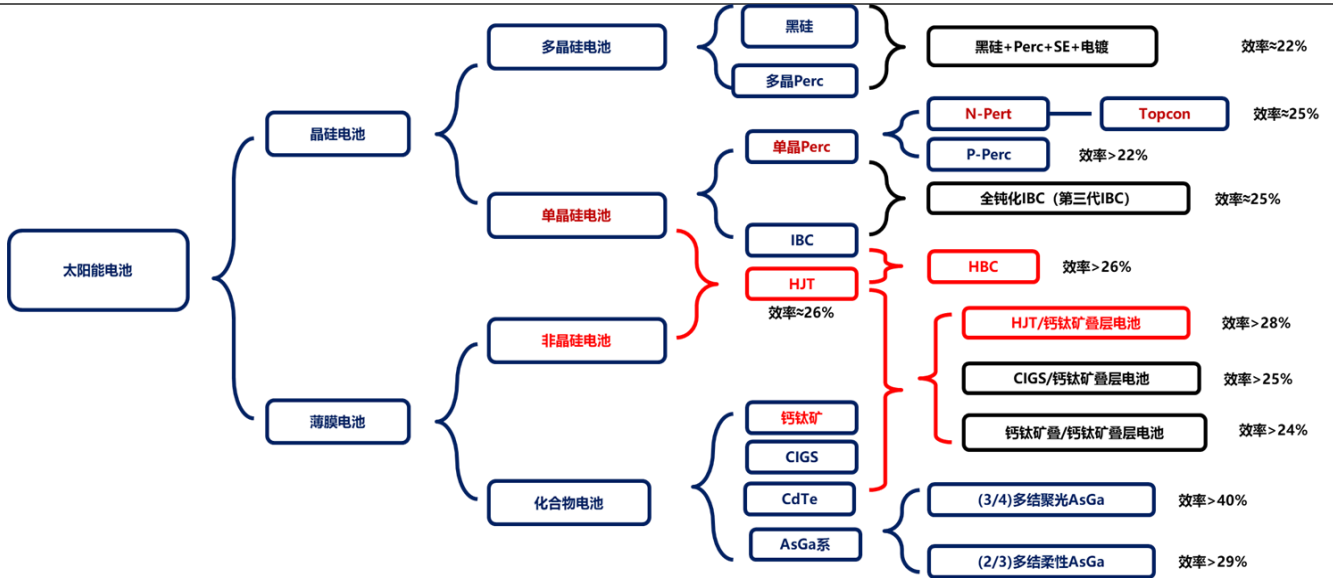 太阳能电池
晶硅电池
薄膜电池
多晶硅电池
单晶硅电池
非晶硅电池
化合物电池
黑硅
多晶Perc
单晶Perc
IBC
HJT
效率≈26%
钙钛矿
CIGS
CdTe
AsGa系
黑硅+Perc+SE+电镀 效率≈22%
N-Pert Topcon 效率≈25%
P-Perc 效率>22%
全钝化IBC（第三代IBC） 效率≈25%
HBC 效率>26%
HJT/钙钛矿叠层电池 效率>28%
CIGS/钙钛矿叠层电池 效率>25%
钙钛矿叠/钙钛矿叠层电池 效率>24%
(3/4)多结聚光AsGa 效率>40%
(2/3)多结柔性AsGa 效率>29%